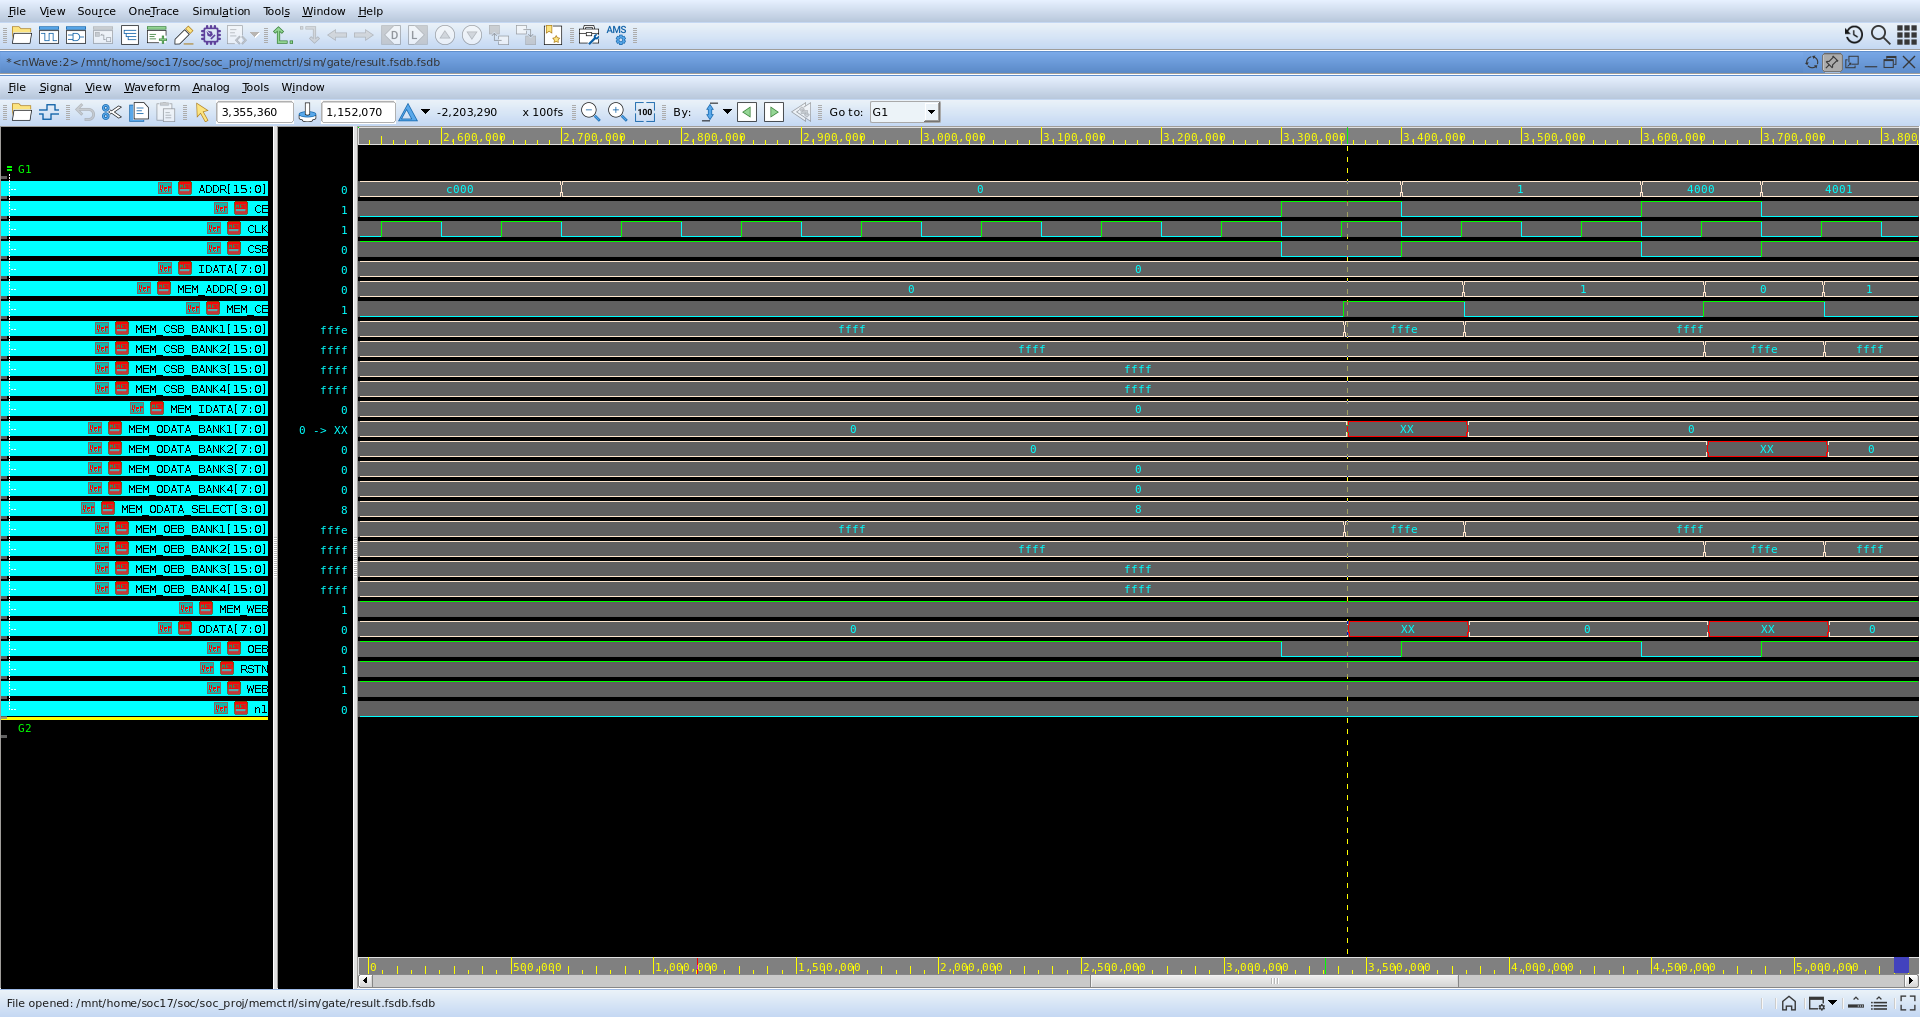 File View Source OneTrace Simulation Tools Window Help
AMS
*<nWave:2> /mnt/home/soc17/soc/soc_proj/memctrl/sim/gate/result.fsdb.fsdb
File Signal View Waveform Analog Tools Window
3,355,360 1,152,070 -2,203,290 x 100fs 100 By: Go to: G1
2,600,000 2,700,000 2,800,000 2,900,000 3,000,000 3,100,000 3,200,000 3,300,000 3,400,000 3,500,000 3,600,000 3,700,000 3,800
= G1
ADDR[15:0] 0 c000 0 1 4000 4001
CE 1
CLK 1
CSB 0
IDATA[7:0] 0 0
MEM_ADDR[9:0] 0 0 1 0 1
MEM_CE 1
MEM_CSB_BANK1[15:0] fffe ffff fffe ffff
MEM_CSB_BANK2[15:0] ffff ffff fffe ffff
MEM_CSB_BANK3[15:0] ffff ffff
MEM_CSB_BANK4[15:0] ffff ffff
MEM_IDATA[7:0] 0 0
MEM_ODATA_BANK1[7:0] 0 -> XX 0 XX 0
MEM_ODATA_BANK2[7:0] 0 0 XX 0
MEM_ODATA_BANK3[7:0] 0 0
MEM_ODATA_BANK4[7:0] 0 0
MEM_ODATA_SELECT[3:0] 8 8
MEM_OEB_BANK1[15:0] fffe ffff fffe ffff
MEM_OEB_BANK2[15:0] ffff ffff fffe ffff
MEM_OEB_BANK3[15:0] ffff ffff
MEM_OEB_BANK4[15:0] ffff ffff
MEM_WEB 1
ODATA[7:0] 0 0 XX 0 XX 0
OEB 0
RSTN 1
WEB 1
n1 0
G2
0 500,000 1,000,000 1,500,000 2,000,000 2,500,000 3,000,000 3,500,000 4,000,000 4,500,000 5,000,000
File opened: /mnt/home/soc17/soc/soc_proj/memctrl/sim/gate/result.fsdb.fsdb